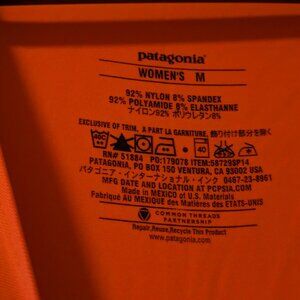 patagonia®
WOMEN'S M
92% NYLON 8% SPANDEX
92% POLYAMIDE 8% ELASTHANNE
ナイロン92% ポリウレタン8%
EXCLUSIVE OF TRIM. À PART LA GARNITURE. 飾り付け部分を除く
40
RN# 51884 PO:179078 ITEM:58723SP14
PATAGONIA, PO BOX 150 VENTURA, CA 93002 USA
パタゴニア・インターナショナル・インク 0467-23-8961
MFG DATE AND LOCATION AT PCPSIA.COM
Made in MEXICO of U.S. Materials
Fabriqué AU MEXIQUE des Matières des ETATS-UNIS
COMMON THREADS
PARTNERSHIP
Repair, Reuse, Recycle This Product
www.patagonia.com